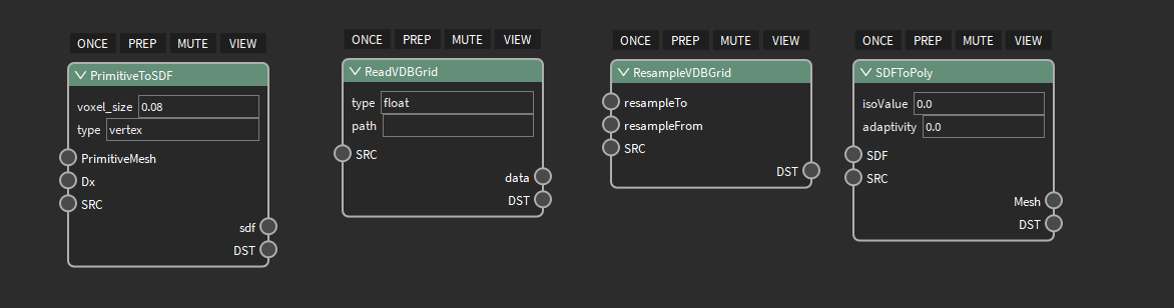 ONCE PREP MUTE VIEW
PrimitiveToSDF
voxel_size 0.08
type vertex
PrimitiveMesh
Dx
SRC
sdf
DST
ONCE PREP MUTE VIEW
ReadVDBGrid
type float
path
SRC
data
DST
ONCE PREP MUTE VIEW
ResampleVDBGrid
resampleTo
resampleFrom
SRC
DST
ONCE PREP MUTE VIEW
SDFToPoly
isoValue 0.0
adaptivity 0.0
SDF
SRC
Mesh
DST